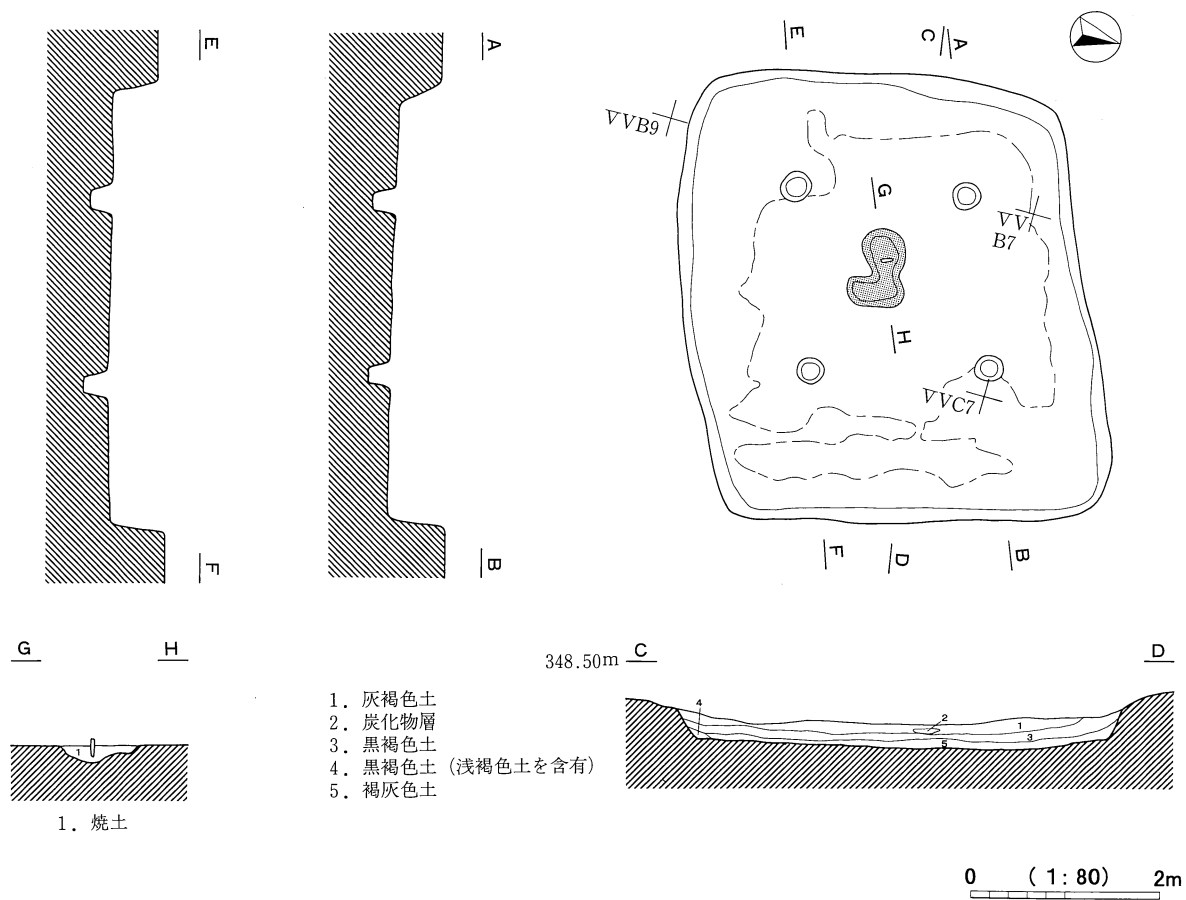 E
A
E
C
A
VVB9
G
VV
B7
H
VVC7
F
B
F
D
B
G
H
348.50m
C
D
1
1. 焼土
1. 灰褐色土
2. 炭化物層
3. 黒褐色土
4. 黒褐色土（浅褐色土を含有）
5. 褐灰色土
4
2
1
3
5
0 (1:80) 2m